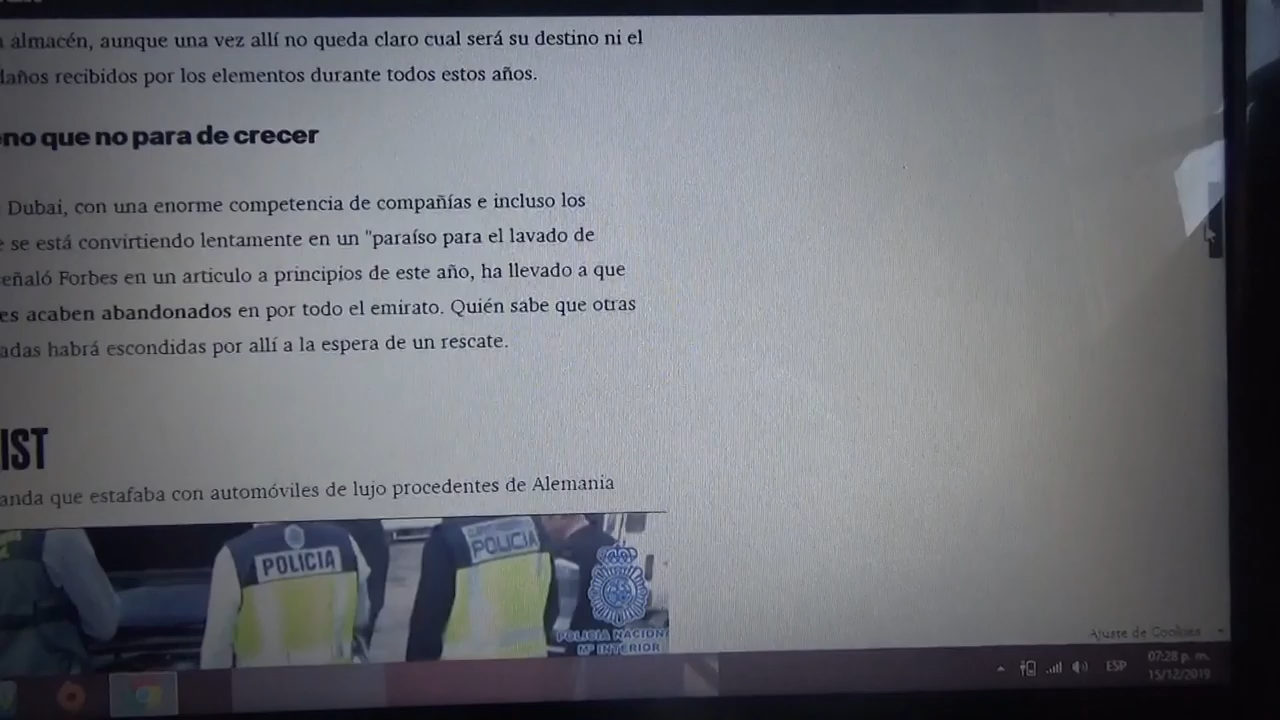 almacén, aunque una vez allí no queda claro cual será su destino ni el
daños recibidos por los elementos durante todos estos años.
no que no para de crecer
Dubai, con una enorme competencia de compañías e incluso los
e se está convirtiendo lentamente en un "paraíso para el lavado de
eñaló Forbes en un articulo a principios de este año, ha llevado a que
es acaben abandonados en por todo el emirato. Quién sabe que otras
adas habrá escondidas por allí a la espera de un rescate.
IST
anda que estafaba con automóviles de lujo procedentes de Alemania
POLICIA
POLICIA
POLICIA NACION
Mº INTERIOR
Ajuste de Cookies
ESP
07:28 p. m.
15/12/2019